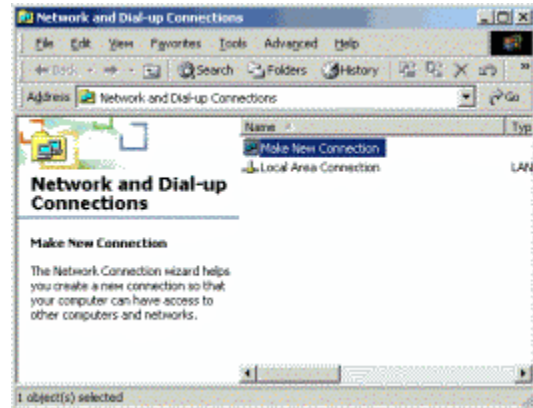 Network and Dial-up Connections
File Edit View Favorites Tools Advanced Help
Back Search Folders History »
Address Network and Dial-up Connections Go
Name Typ
Make New Connection
Local Area Connection LAN
Network and Dial-up
Connections
Make New Connection
The Network Connection wizard helps
you create a new connection so that
your computer can have access to
other computers and networks.
1 object(s) selected